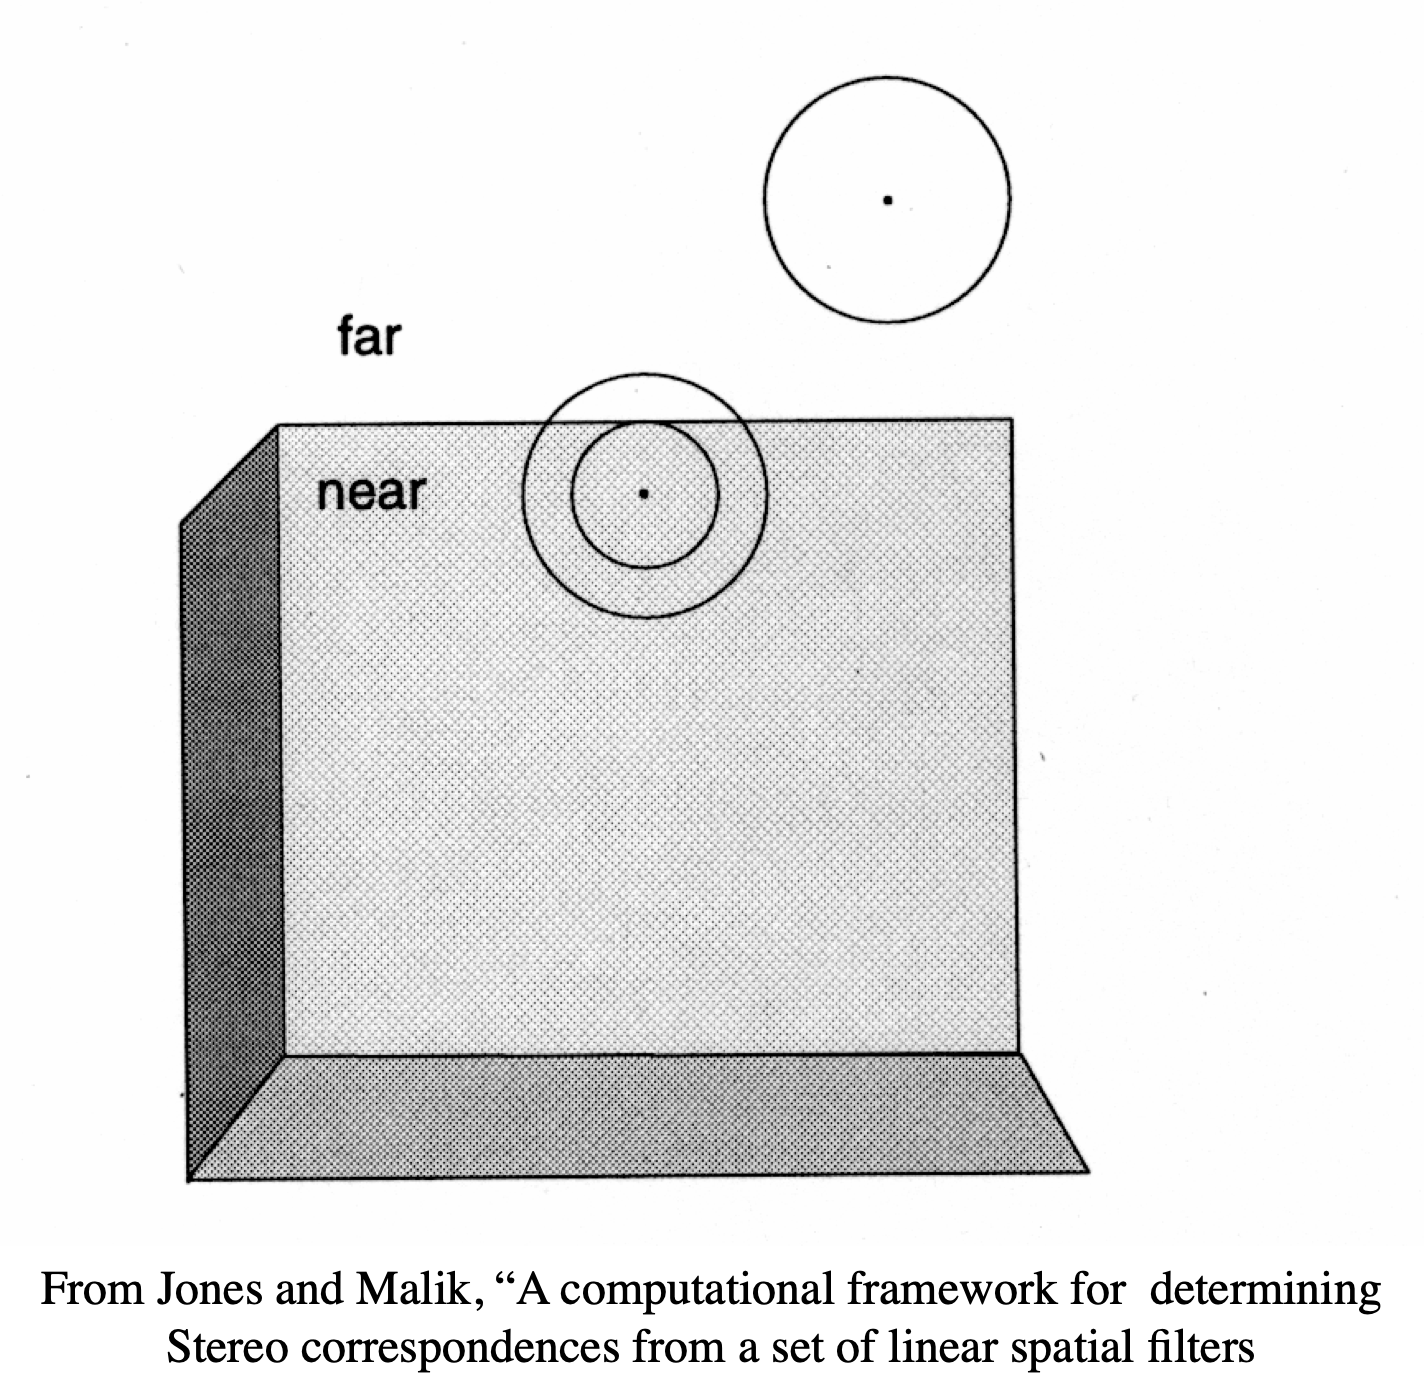 far
near
From Jones and Malik, “A computational framework for determining
Stereo correspondences from a set of linear spatial filters